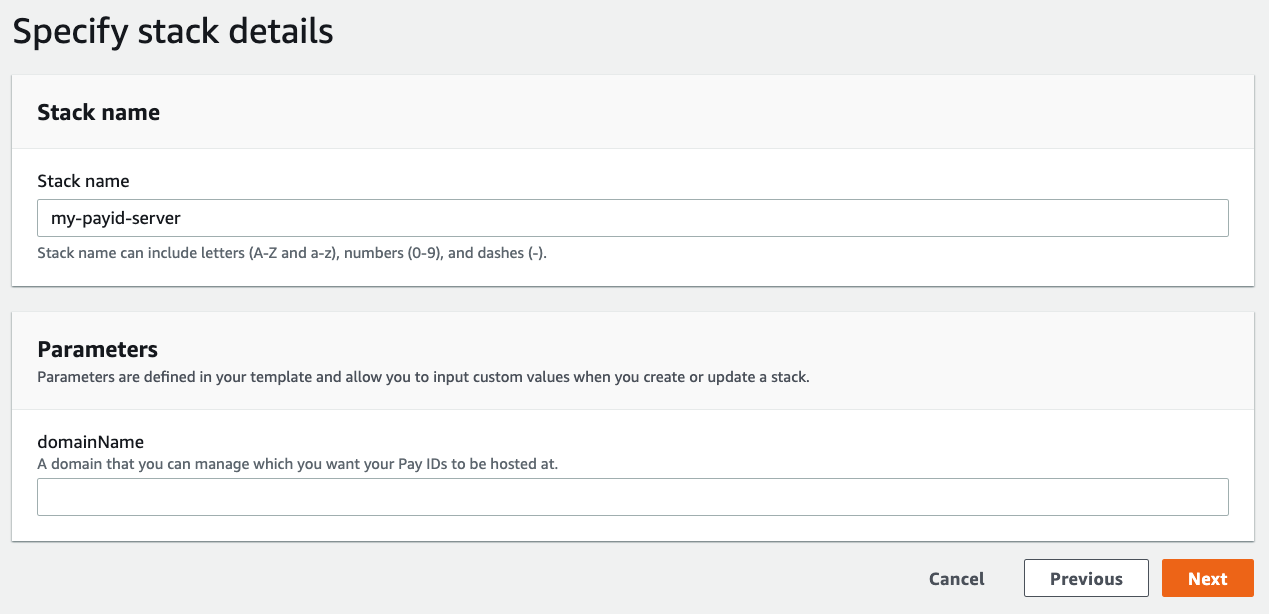 Specify stack details
Stack name
Stack name
my-payid-server
Stack name can include letters (A-Z and a-z), numbers (0-9), and dashes (-).
Parameters
Parameters are defined in your template and allow you to input custom values when you create or update a stack.
domainName
A domain that you can manage which you want your Pay IDs to be hosted at.
Cancel Previous Next